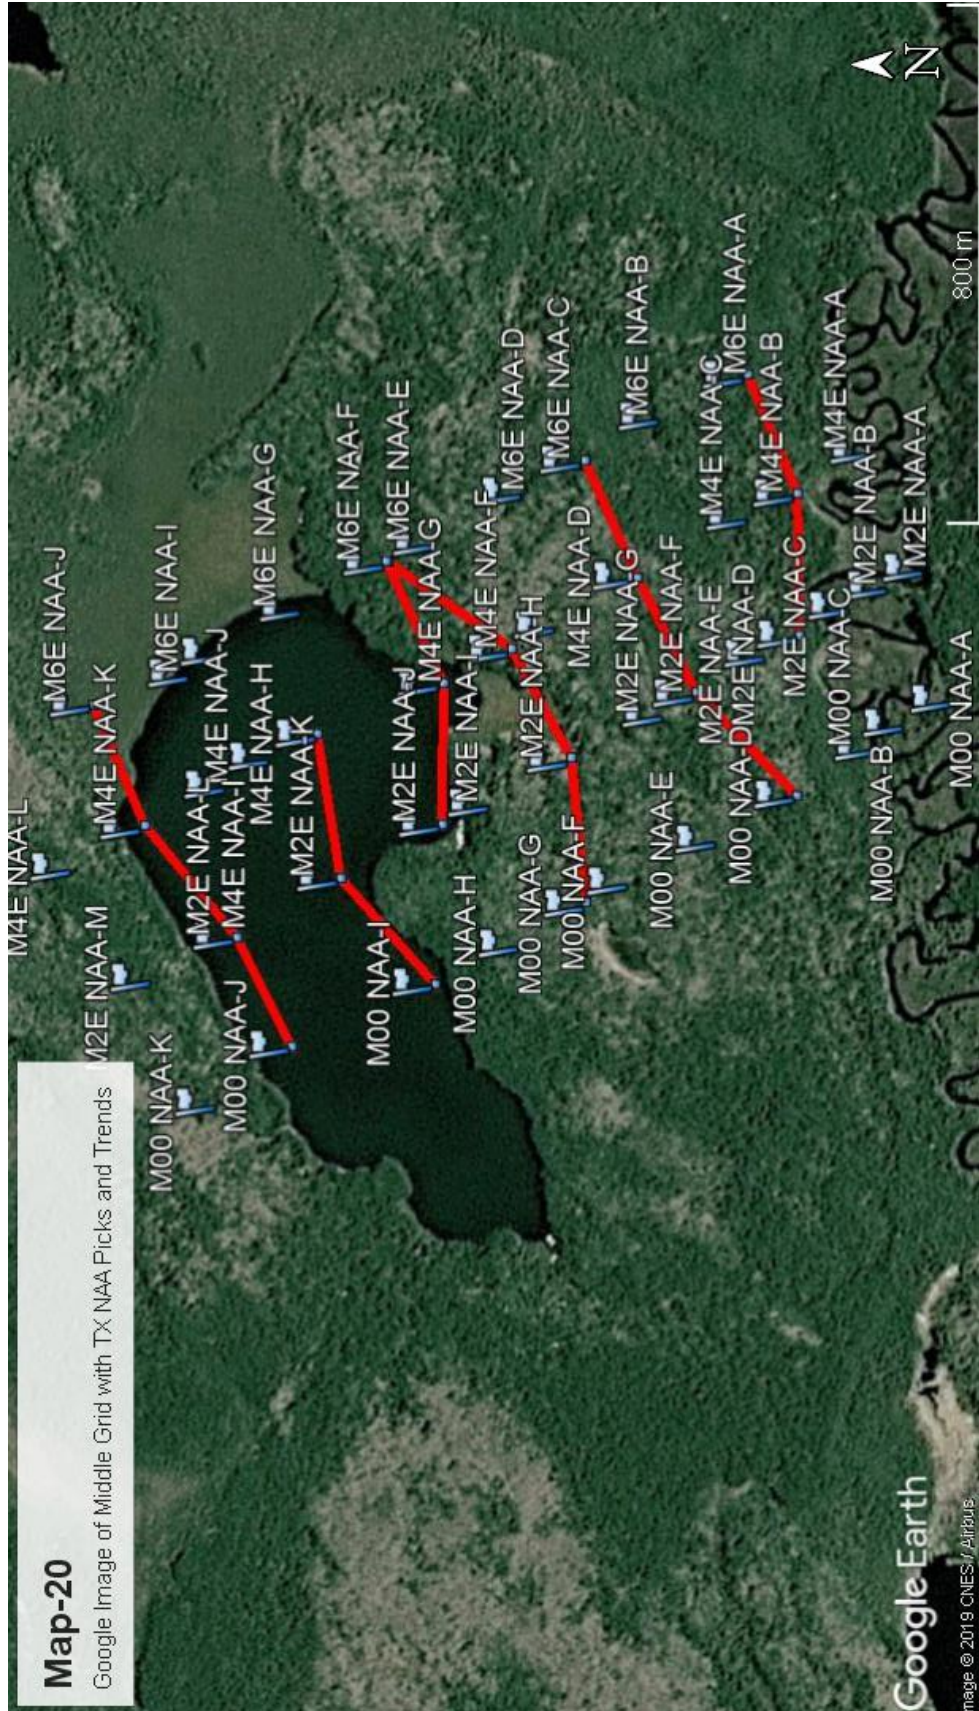 Map-20
Google Image of Middle Grid with TX NAA Picks and Trends
M4E NAA-L
M6E NAA-J
M2E NAA-M
M4E NAA-K
M00 NAA-K
M6E NAA-I
M2E NAA-L
M4E NAA-J
M4E NAA-I
M00 NAA-J
M4E NAA-H
M6E NAA-G
M2E NAA-K
M6E NAA-F
M00 NAA-I
M6E NAA-E
M2E NAA-J
M4E NAA-G
M00 NAA-H
M2E NAA-I
M4E NAA-F
M6E NAA-D
M00 NAA-G
M2E NAA-H
M6E NAA-C
M00 NAA-F
M4E NAA-D
M2E NAA-G
M6E NAA-B
M00 NAA-E
M2E NAA-F
M2E NAA-E
M4E NAA-C
M6E NAA-A
M00 NAA-D
M2E NAA-D
M4E NAA-B
M2E NAA-C
M4E NAA-A
M00 NAA-C
M2E NAA-B
M00 NAA-B
M2E NAA-A
M00 NAA-A
N
Google Earth
mage © 2019 CNES / Airbus
800 m